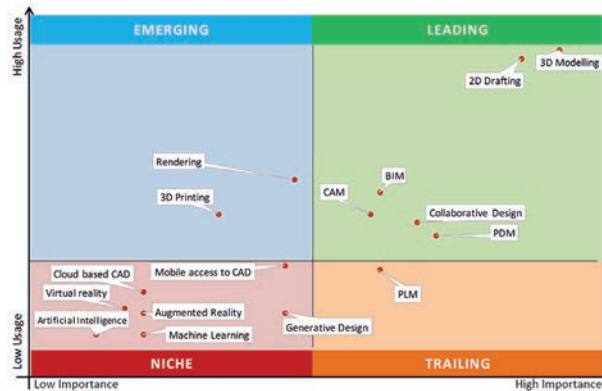 EMERGING
LEADING
High Usage
3D Modelling
2D Drafting
Rendering
BIM
3D Printing
CAM
Collaborative Design
PDM
Mobile access to CAD
Cloud based CAD
PLM
Virtual reality
Augmented Reality
Artificial Intelligence
Generative Design
Machine Learning
Low Usage
NICHE
TRAILING
Low Importance
High Importance